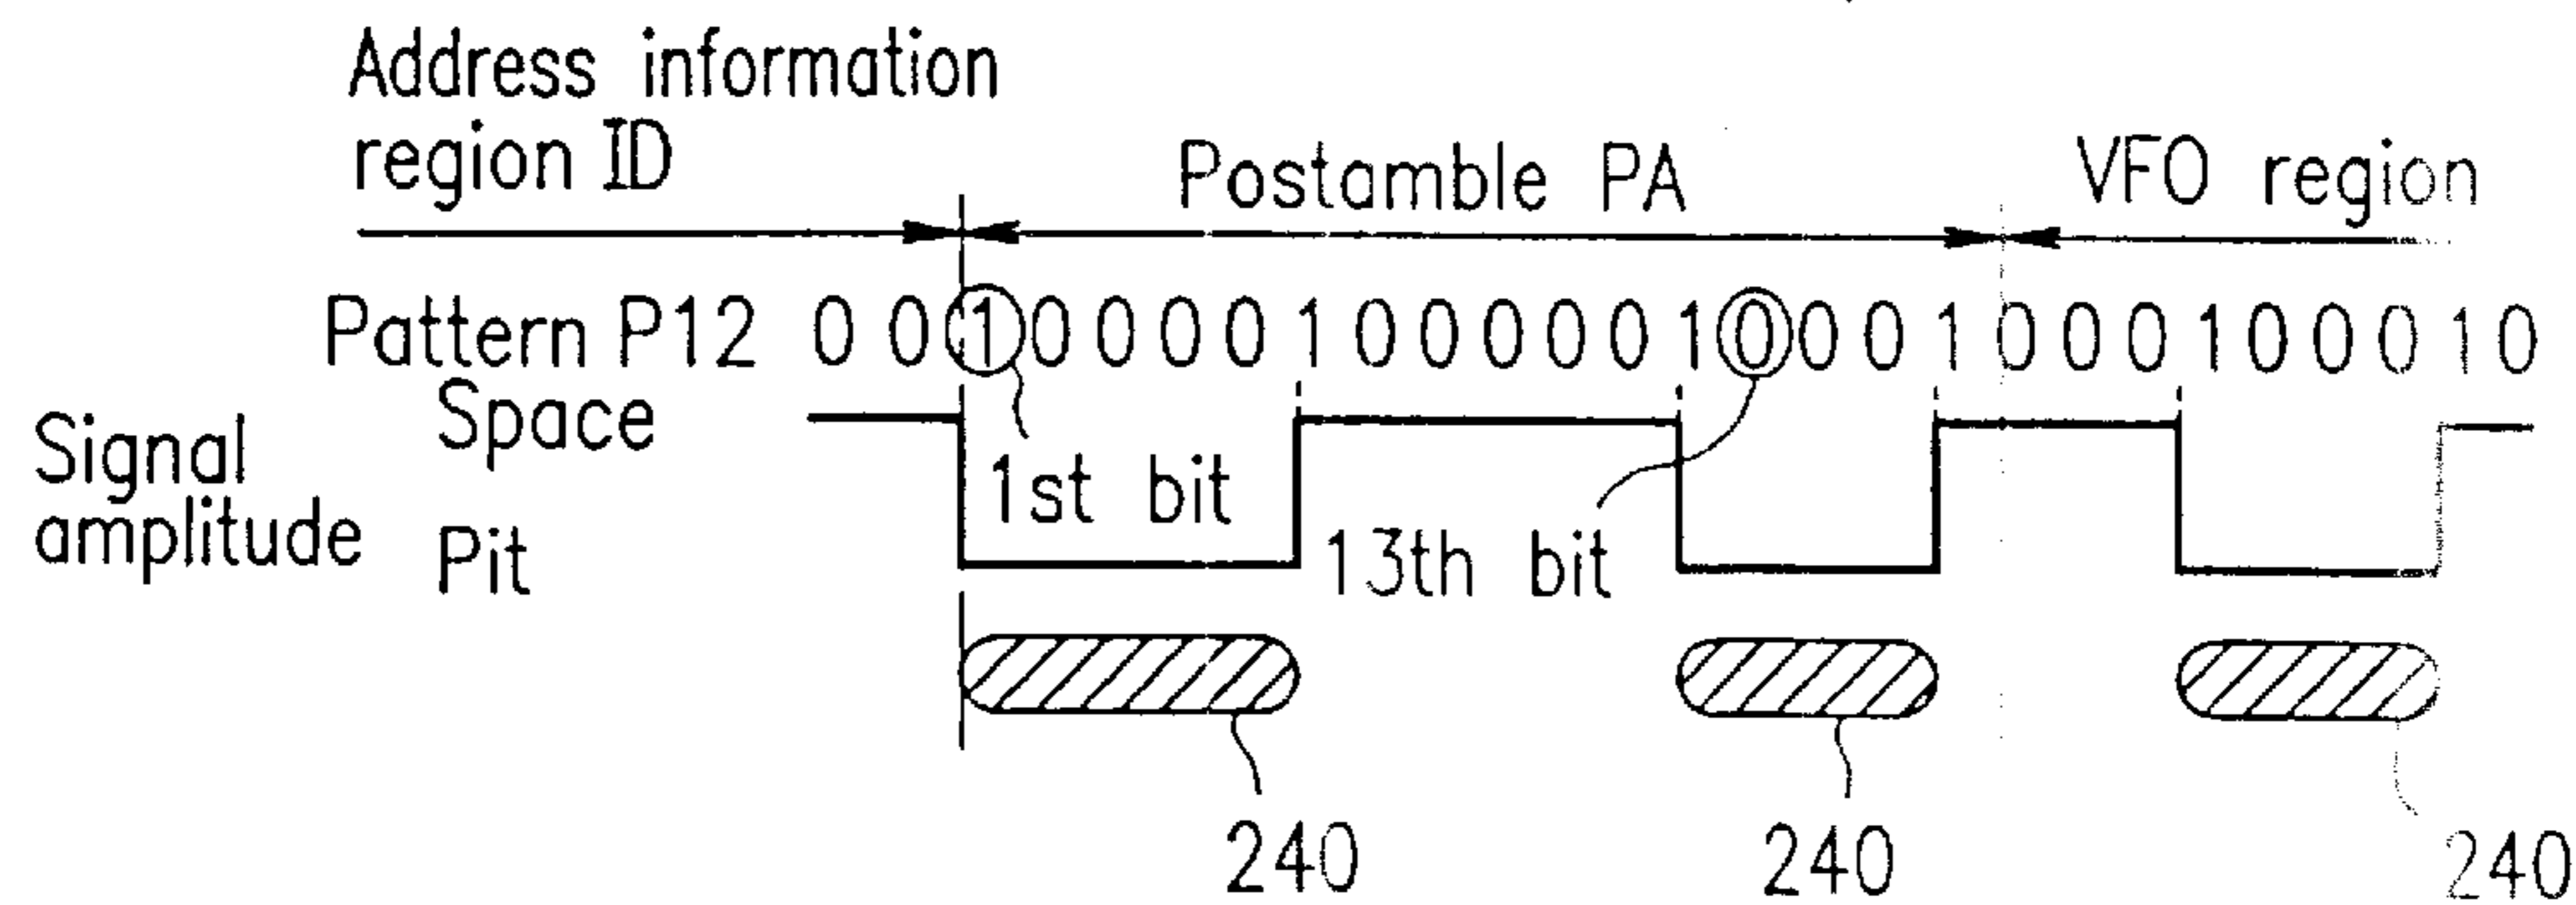 Address information
region ID
Postamble PA
VFO region
Pattern P12 0 0 1 0 0 0 0 1 0 0 0 0 0 1 0 0 0 1 0 0 0 1 0 0 0 1 0
Signal
amplitude
Space
1st bit
Pit
13th bit
240
240
240